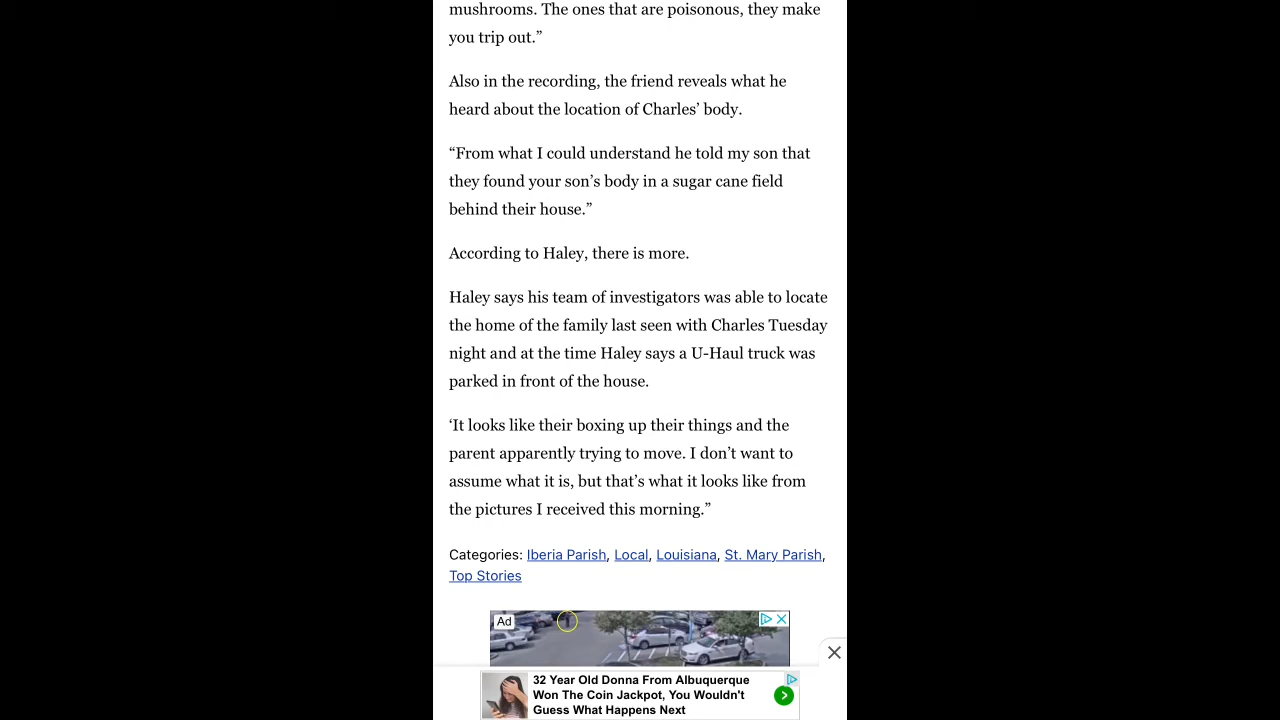 mushrooms. The ones that are poisonous, they make
you trip out.”
Also in the recording, the friend reveals what he
heard about the location of Charles’ body.
“From what I could understand he told my son that
they found your son’s body in a sugar cane field
behind their house.”
According to Haley, there is more.
Haley says his team of investigators was able to locate
the home of the family last seen with Charles Tuesday
night and at the time Haley says a U-Haul truck was
parked in front of the house.
‘It looks like their boxing up their things and the
parent apparently trying to move. I don’t want to
assume what it is, but that’s what it looks like from
the pictures I received this morning.”
Categories: Iberia Parish, Local, Louisiana, St. Mary Parish,
Top Stories
Ad
32 Year Old Donna From Albuquerque
Won The Coin Jackpot, You Wouldn't
Guess What Happens Next